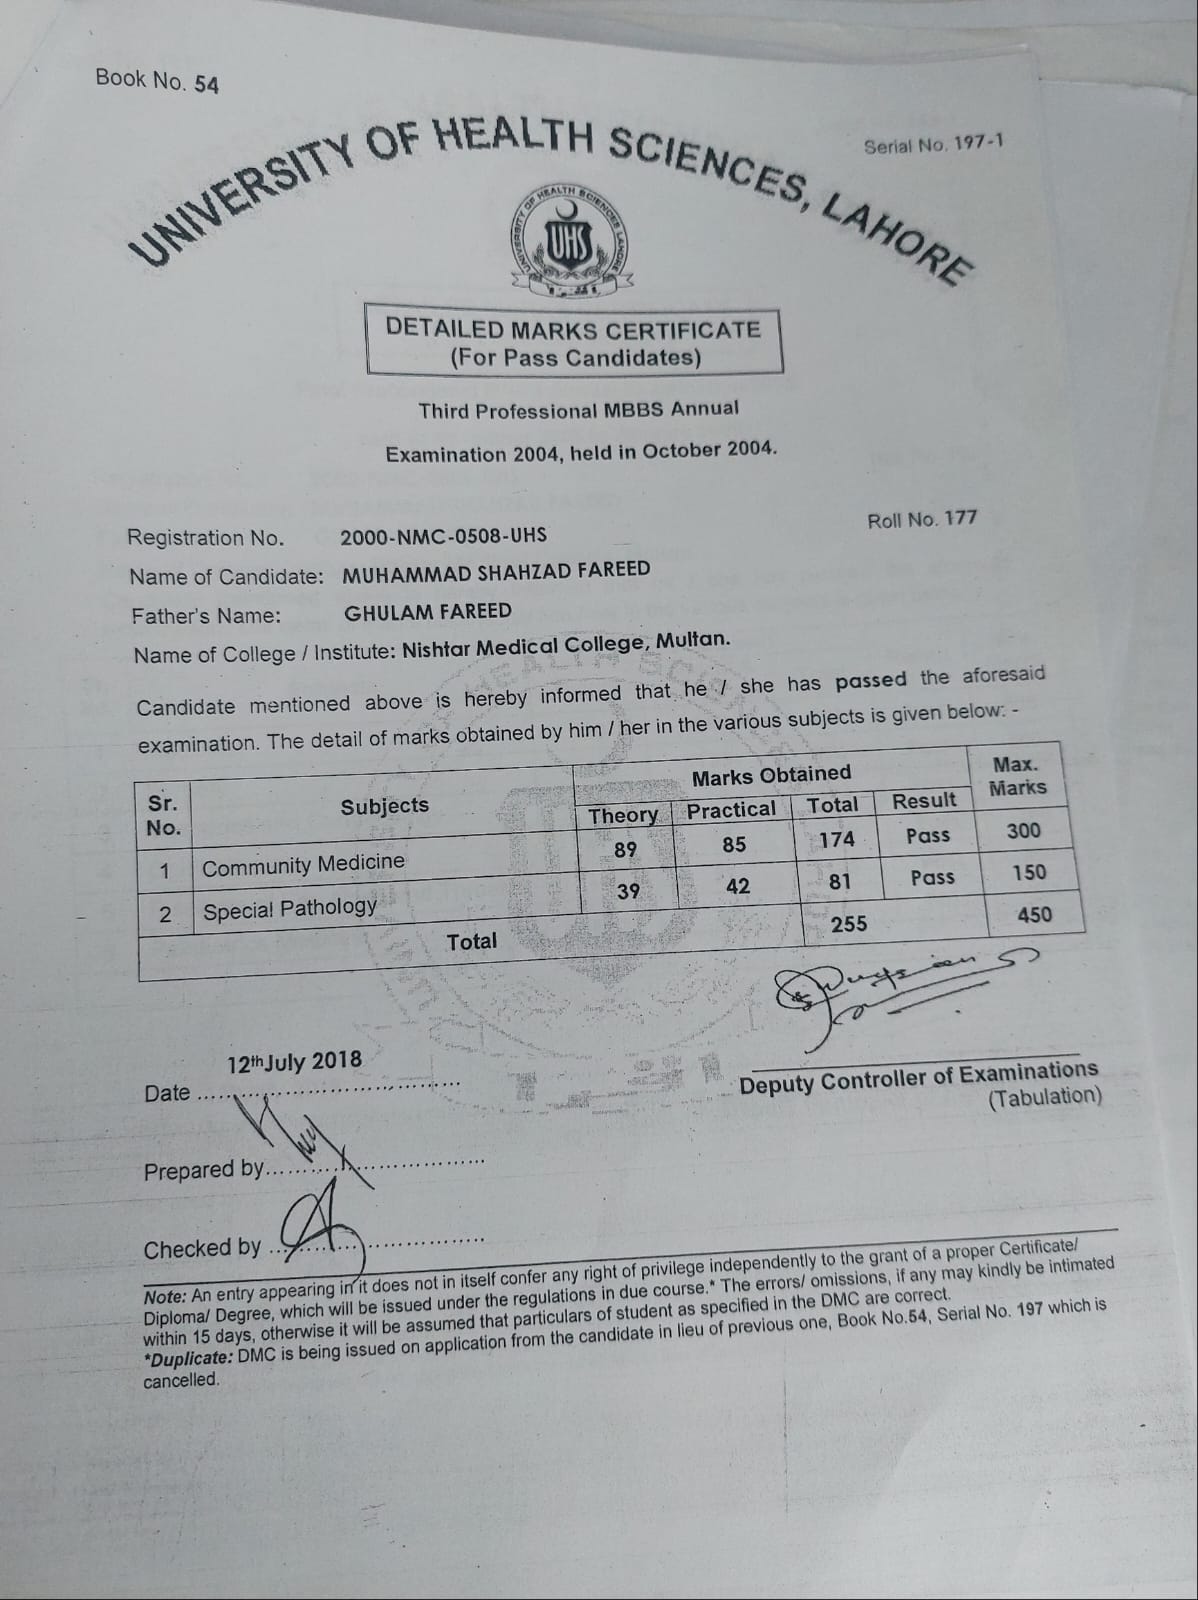 Book No. 54
Serial No. 197-1
UNIVERSITY OF HEALTH SCIENCES, LAHORE
UNIVERSITY OF HEALTH SCIENCES LAHORE
UHS
DETAILED MARKS CERTIFICATE
(For Pass Candidates)
Third Professional MBBS Annual
Examination 2004, held in October 2004.
Roll No. 177
Registration No. 2000-NMC-0508-UHS
Name of Candidate: MUHAMMAD SHAHZAD FAREED
Father's Name: GHULAM FAREED
Name of College / Institute: Nishtar Medical College, Multan.
Candidate mentioned above is hereby informed that he / she has passed the aforesaid
examination. The detail of marks obtained by him / her in the various subjects is given below: -
Sr. No. Subjects Marks Obtained Max. Marks
Theory Practical Total Result
1 Community Medicine 89 85 174 Pass 300
2 Special Pathology 39 42 81 Pass 150
Total 255 450
12th July 2018
Date ........................................
Deputy Controller of Examinations
(Tabulation)
Prepared by.................................
Checked by .................................
Note: An entry appearing in it does not in itself confer any right of privilege independently to the grant of a proper Certificate/
Diploma/ Degree, which will be issued under the regulations in due course.* The errors/ omissions, if any may kindly be intimated
within 15 days, otherwise it will be assumed that particulars of student as specified in the DMC are correct.
*Duplicate: DMC is being issued on application from the candidate in lieu of previous one, Book No.54, Serial No. 197 which is
cancelled.